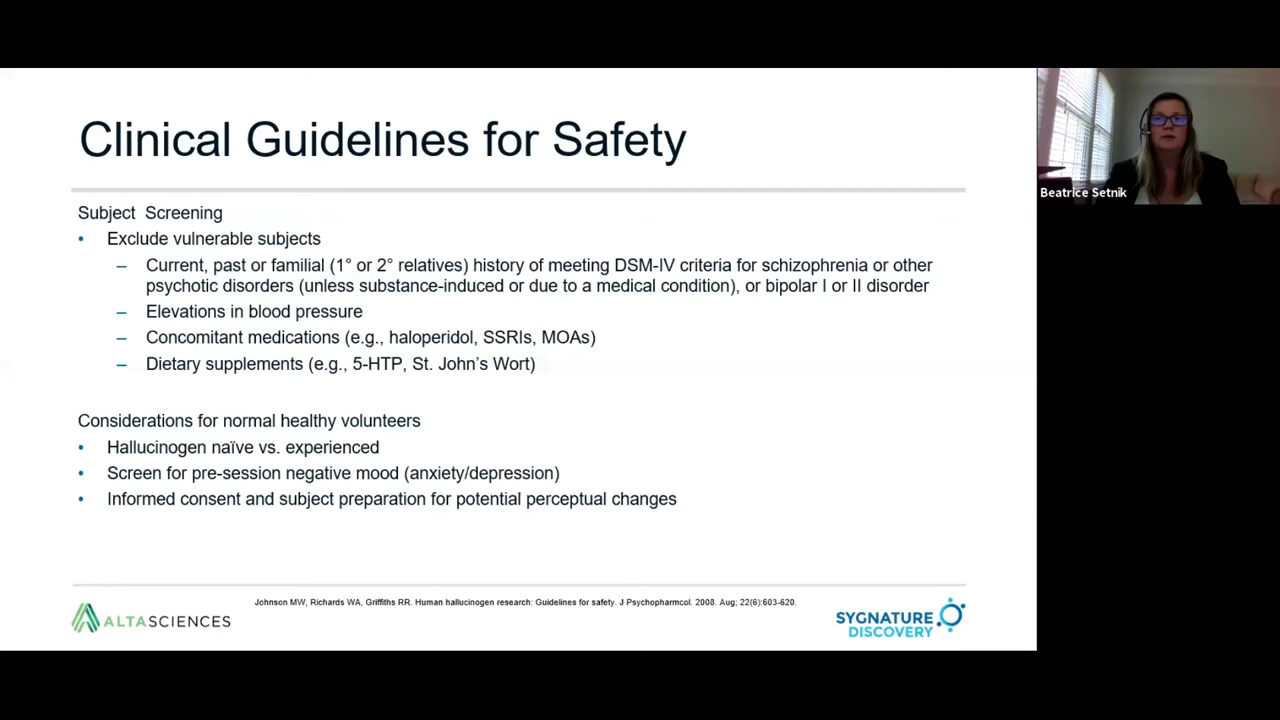 Clinical Guidelines for Safety
Beatrice Setnik
Subject Screening
• Exclude vulnerable subjects
– Current, past or familial (1° or 2° relatives) history of meeting DSM-IV criteria for schizophrenia or other
psychotic disorders (unless substance-induced or due to a medical condition), or bipolar I or II disorder
– Elevations in blood pressure
– Concomitant medications (e.g., haloperidol, SSRIs, MOAs)
– Dietary supplements (e.g., 5-HTP, St. John’s Wort)
Considerations for normal healthy volunteers
• Hallucinogen naïve vs. experienced
• Screen for pre-session negative mood (anxiety/depression)
• Informed consent and subject preparation for potential perceptual changes
Johnson MW, Richards WA, Griffiths RR. Human hallucinogen research: Guidelines for safety. J Psychopharmcol. 2008. Aug; 22(6):603-620.
ALTASCIENCES
SYGNATURE
DISCOVERY